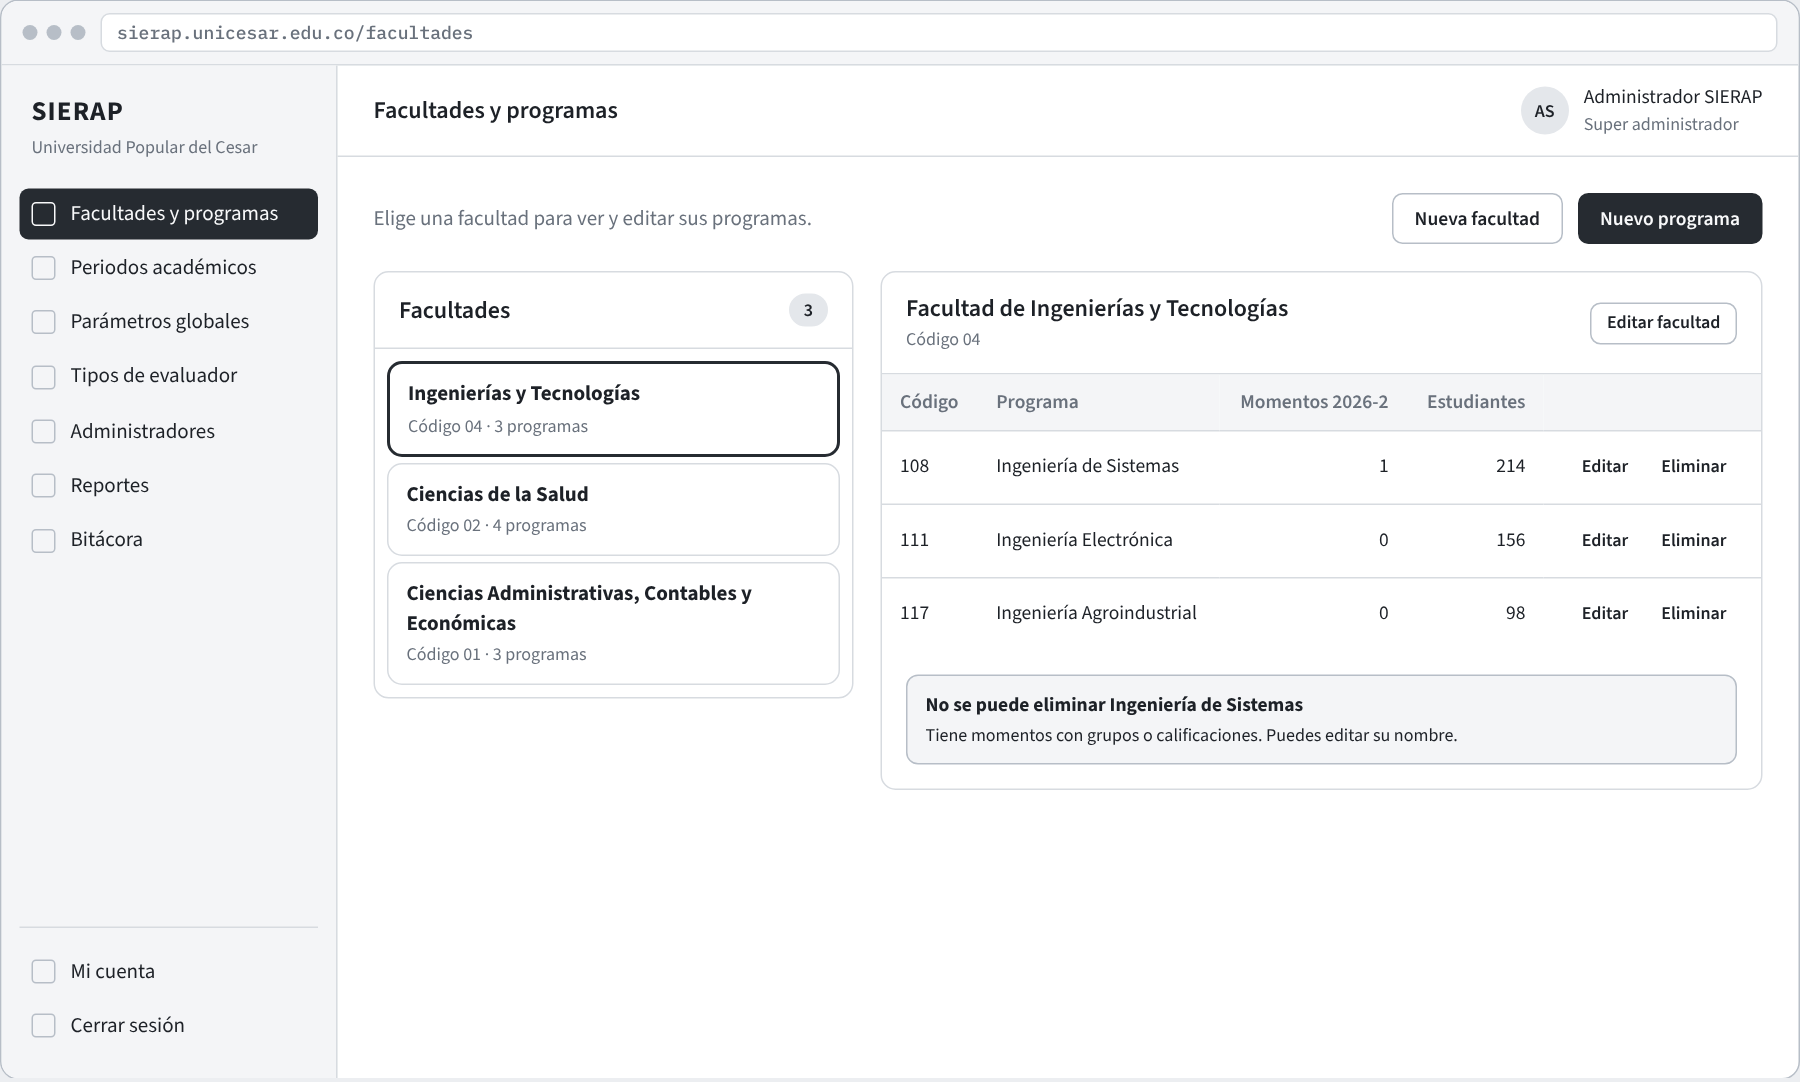 sierap.unicesar.edu.co/facultades
SIERAP
Universidad Popular del Cesar
Facultades y programas
Periodos académicos
Parámetros globales
Tipos de evaluador
Administradores
Reportes
Bitácora
Mi cuenta
Cerrar sesión
Facultades y programas
AS
Administrador SIERAP
Super administrador
Elige una facultad para ver y editar sus programas.
Nueva facultad
Nuevo programa
Facultades
3
Ingenierías y Tecnologías
Código 04 · 3 programas
Ciencias de la Salud
Código 02 · 4 programas
Ciencias Administrativas, Contables y
Económicas
Código 01 · 3 programas
Facultad de Ingenierías y Tecnologías
Código 04
Editar facultad
Código Programa Momentos 2026-2 Estudiantes
108 Ingeniería de Sistemas 1 214 Editar Eliminar
111 Ingeniería Electrónica 0 156 Editar Eliminar
117 Ingeniería Agroindustrial 0 98 Editar Eliminar
No se puede eliminar Ingeniería de Sistemas
Tiene momentos con grupos o calificaciones. Puedes editar su nombre.